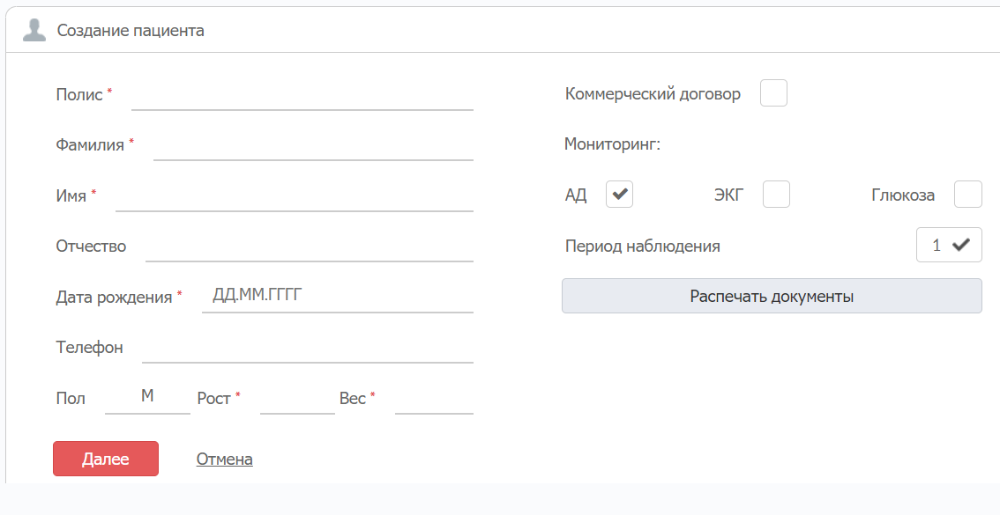 Создание пациента
Полис *
Фамилия *
Имя *
Отчество
Дата рождения * ДД.ММ.ГГГГ
Телефон
Пол М Рост * Вес *
Далее Отмена
Коммерческий договор
Мониторинг:
АД ЭКГ Глюкоза
Период наблюдения 1
Распечать документы